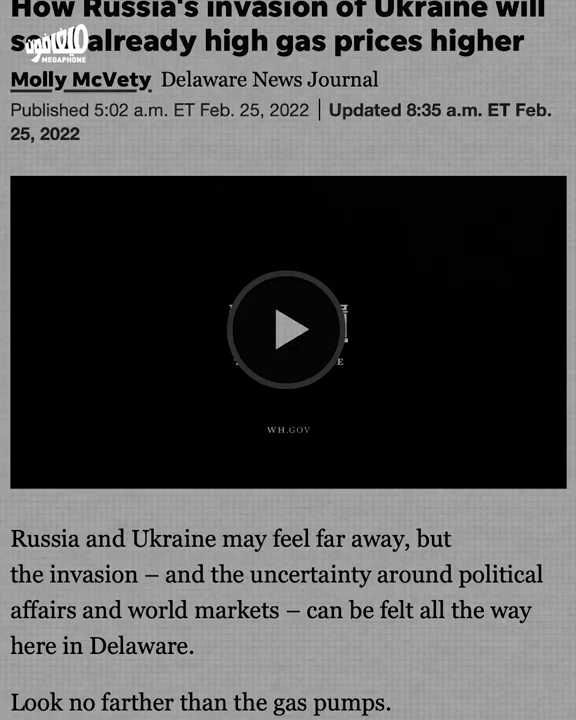 How Russia's invasion of Ukraine will
already high gas prices higher
ميغافون
MEGAPHONE
Molly McVety Delaware News Journal
Published 5:02 a.m. ET Feb. 25, 2022 | Updated 8:35 a.m. ET Feb.
25, 2022
WH.GOV
Russia and Ukraine may feel far away, but
the invasion – and the uncertainty around political
affairs and world markets – can be felt all the way
here in Delaware.
Look no farther than the gas pumps.